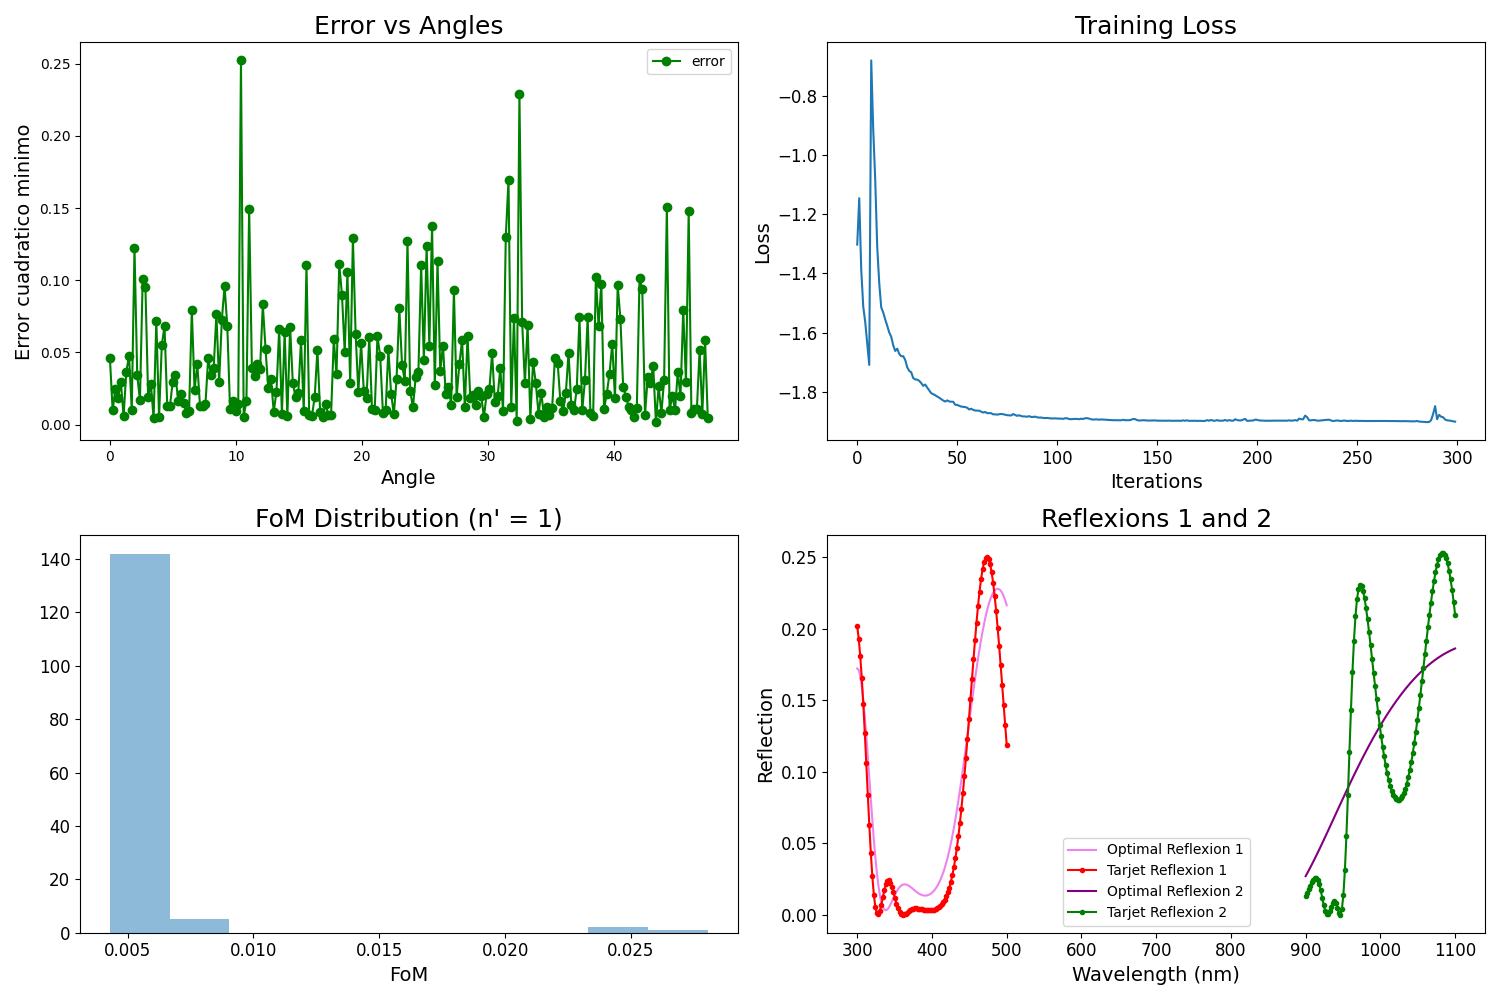 Error vs Angles
Error cuadratico minimo
0.25
0.20
0.15
0.10
0.05
0.00
error
0 10 20 30 40
Angle
Training Loss
Loss
−0.8
−1.0
−1.2
−1.4
−1.6
−1.8
0 50 100 150 200 250 300
Iterations
FoM Distribution (n' = 1)
140
120
100
80
60
40
20
0
0.005 0.010 0.015 0.020 0.025
FoM
Reflexions 1 and 2
Reflection
0.25
0.20
0.15
0.10
0.05
0.00
Optimal Reflexion 1
Tarjet Reflexion 1
Optimal Reflexion 2
Tarjet Reflexion 2
300 400 500 600 700 800 900 1000 1100
Wavelength (nm)